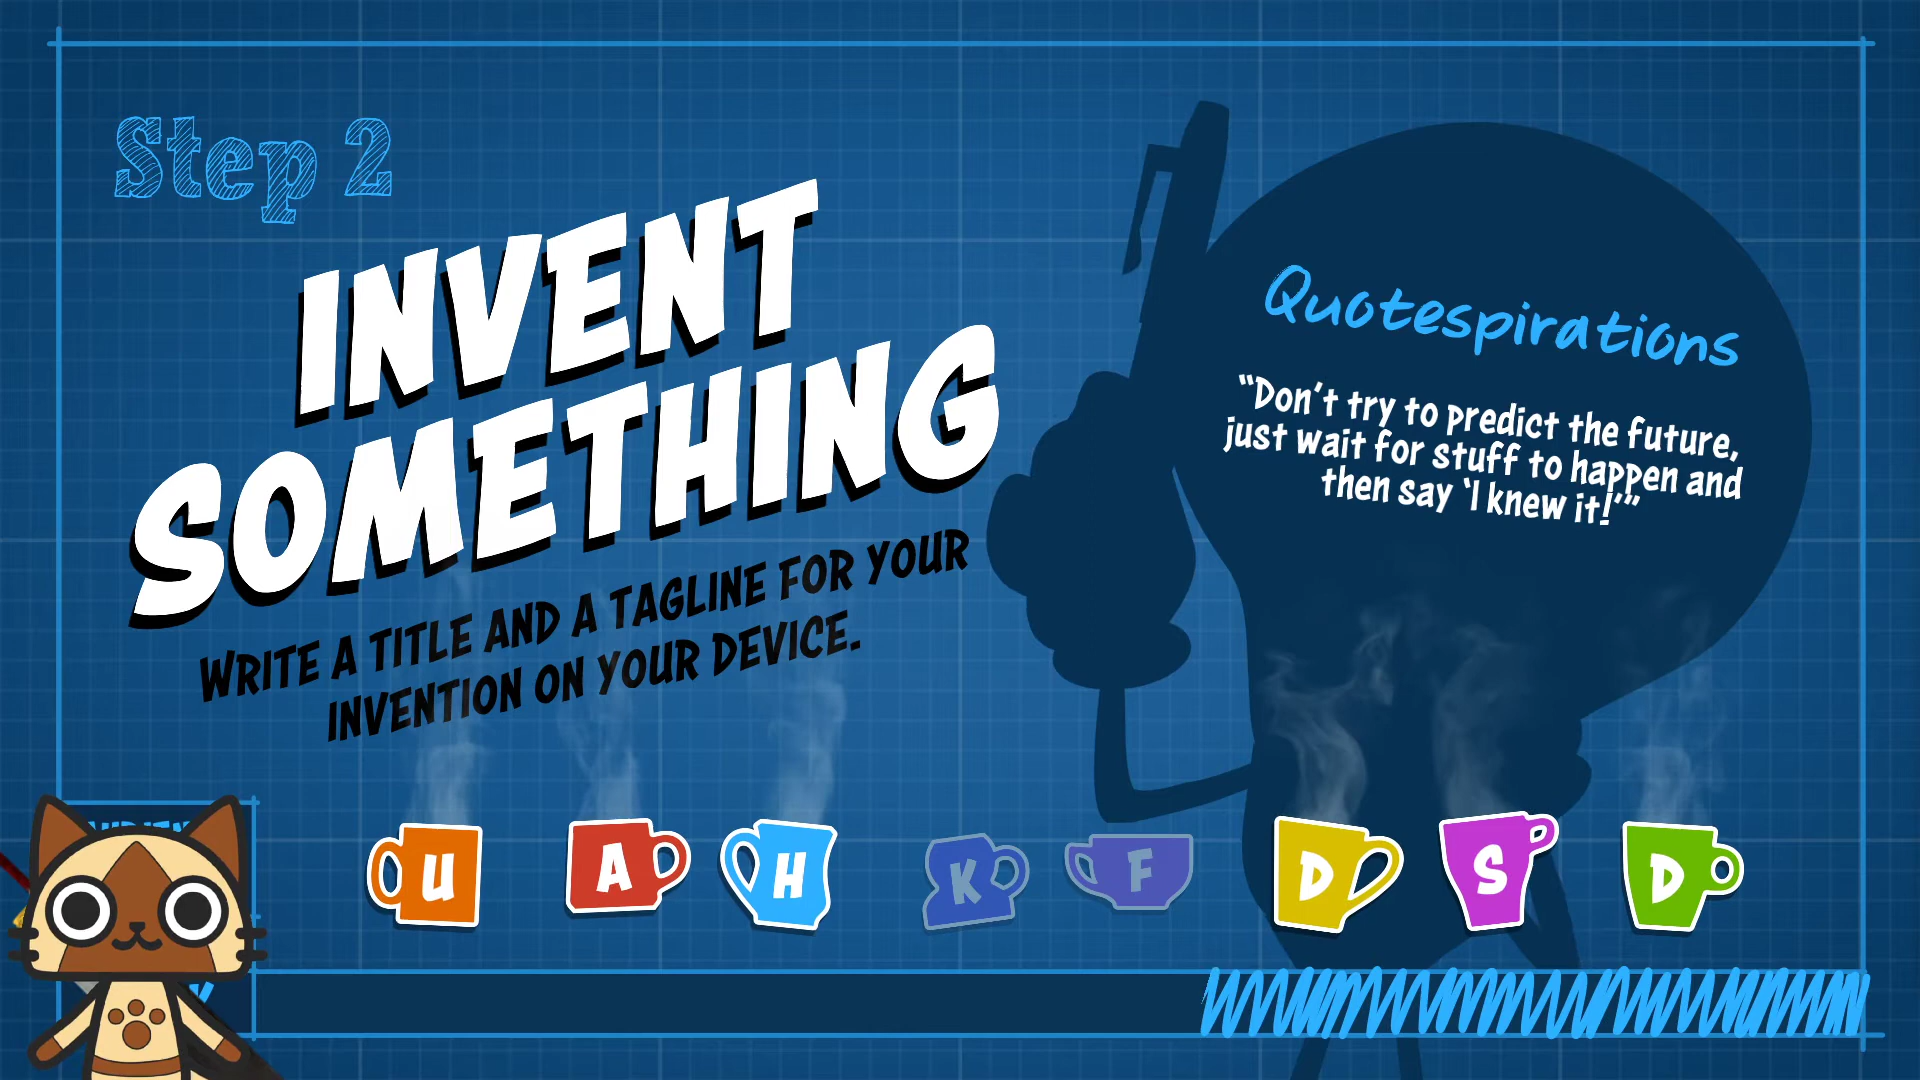 Step 2
INVENT
SOMETHING
WRITE A TITLE AND A TAGLINE FOR YOUR
INVENTION ON YOUR DEVICE.
Quotespirations
“Don’t try to predict the future,
just wait for stuff to happen and
then say ‘I knew it!’”
U
A
H
K
F
D
S
D